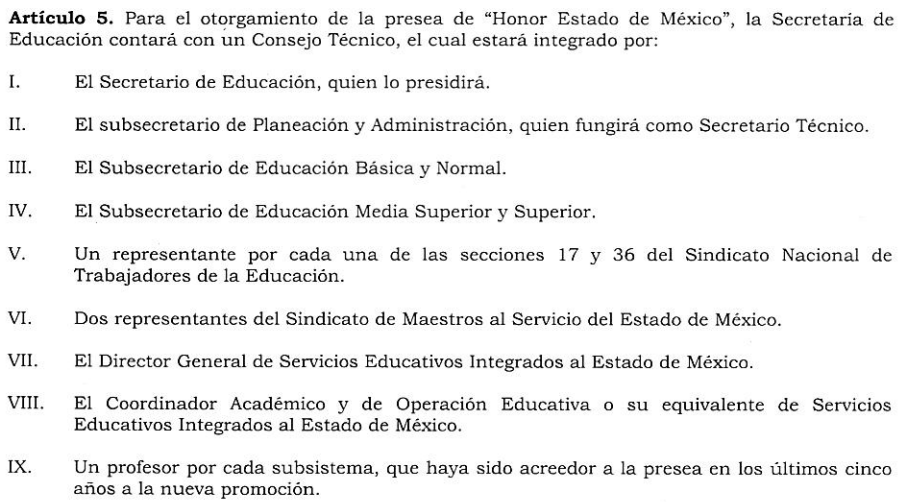 Artículo 5. Para el otorgamiento de la presea de “Honor Estado de México”, la Secretaría de
Educación contará con un Consejo Técnico, el cual estará integrado por:
I. El Secretario de Educación, quien lo presidirá.
II. El subsecretario de Planeación y Administración, quien fungirá como Secretario Técnico.
III. El Subsecretario de Educación Básica y Normal.
IV. El Subsecretario de Educación Media Superior y Superior.
V. Un representante por cada una de las secciones 17 y 36 del Sindicato Nacional de
Trabajadores de la Educación.
VI. Dos representantes del Sindicato de Maestros al Servicio del Estado de México.
VII. El Director General de Servicios Educativos Integrados al Estado de México.
VIII. El Coordinador Académico y de Operación Educativa o su equivalente de Servicios
Educativos Integrados al Estado de México.
IX. Un profesor por cada subsistema, que haya sido acreedor a la presea en los últimos cinco
años a la nueva promoción.